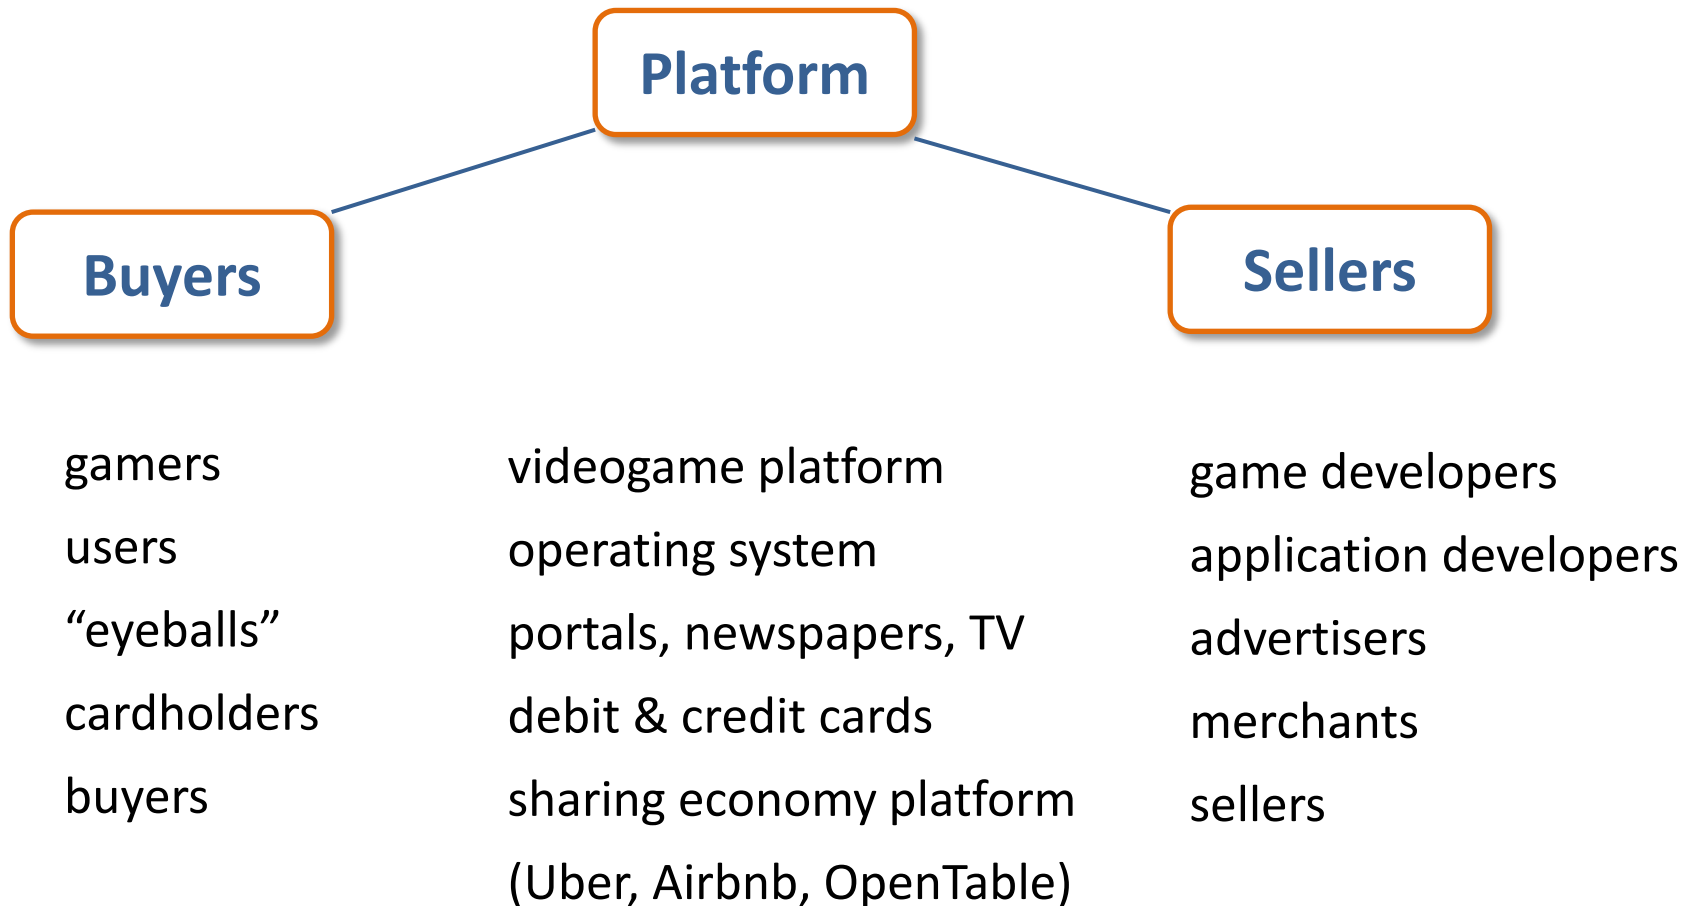 Platform
Buyers
Sellers
gamers videogame platform game developers
users operating system application developers
“eyeballs” portals, newspapers, TV advertisers
cardholders debit & credit cards merchants
buyers sharing economy platform sellers
(Uber, Airbnb, OpenTable)